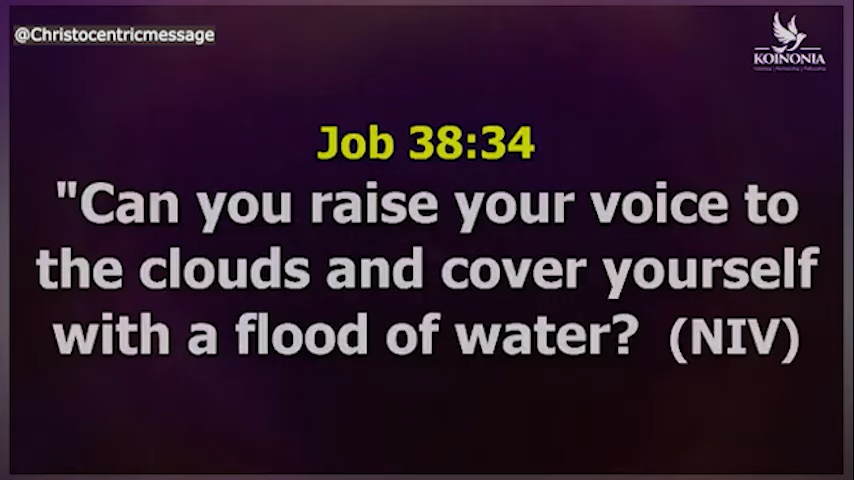 @Christocentricmessage
KOINONIA
Job 38:34
"Can you raise your voice to
the clouds and cover yourself
with a flood of water? (NIV)